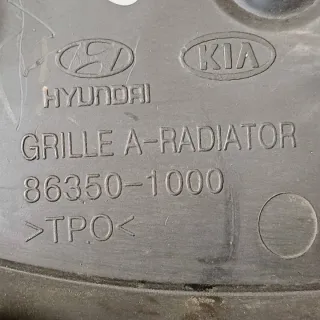 HYUNDAI KIA
GRILLE A-RADIATOR
86350-1000
>TPO<